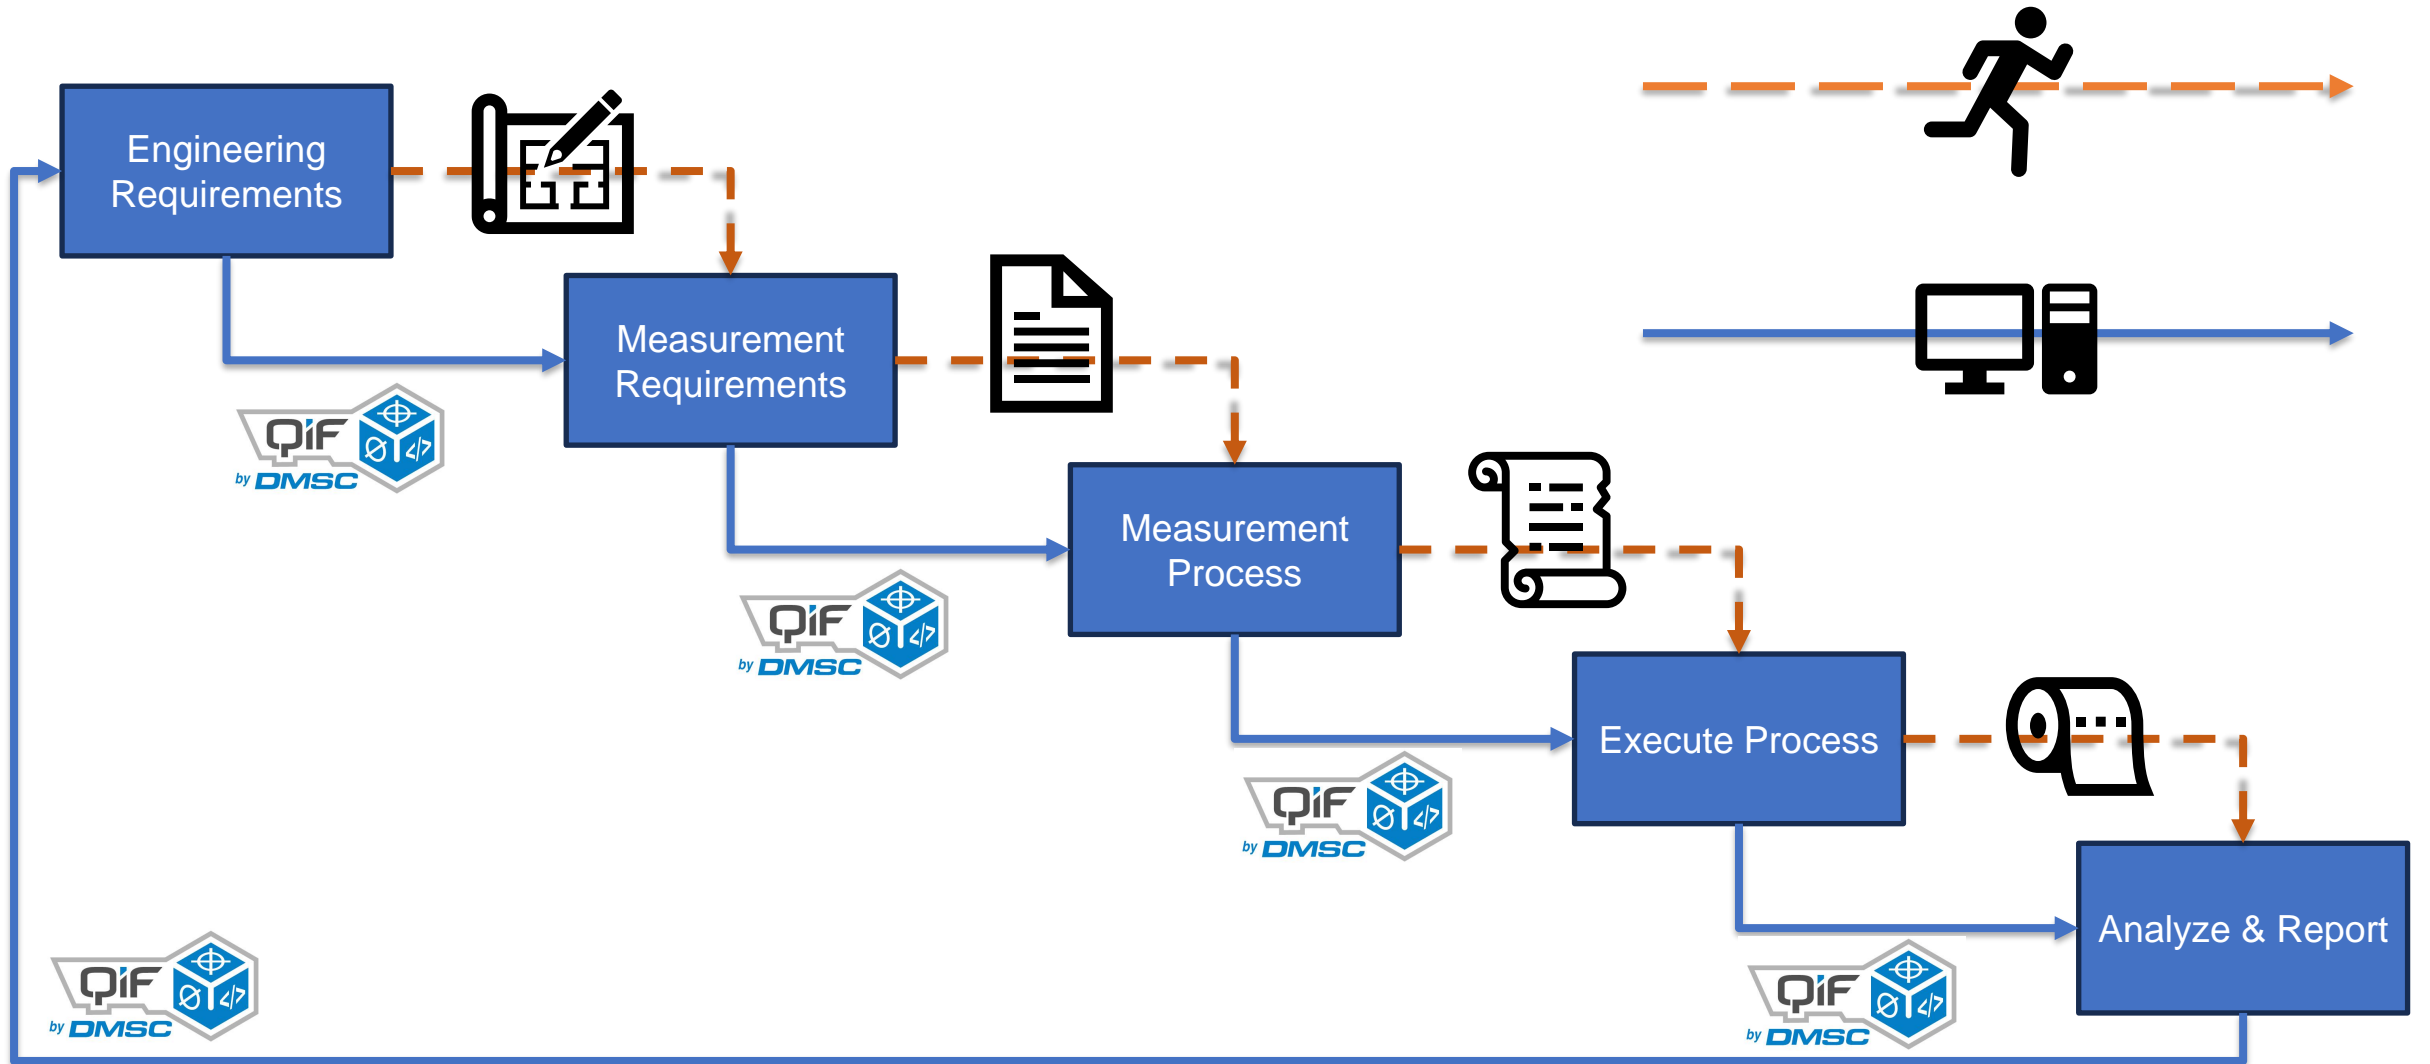 Engineering
Requirements
Measurement
Requirements
QiF
by DMSC
Measurement
Process
QiF
by DMSC
Execute Process
QiF
by DMSC
Analyze & Report
QiF
by DMSC
QiF
by DMSC